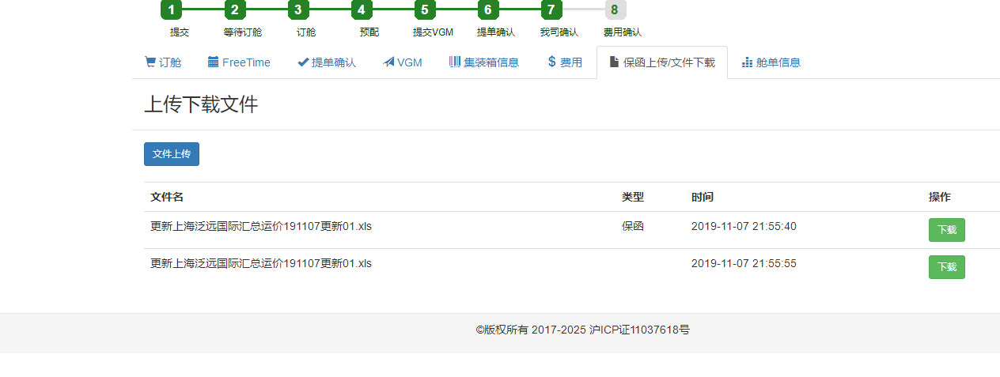 1 2 3 4 5 6 7 8
提交 等待订舱 订舱 预配 提交VGM 提单确认 我司确认 费用确认
订舱 FreeTime 提单确认 VGM 集装箱信息 $ 费用 保函上传/文件下载 舱单信息
上传下载文件
文件上传
文件名 类型 时间 操作
更新上海泛远国际汇总运价191107更新01.xls 保函 2019-11-07 21:55:40 下载
更新上海泛远国际汇总运价191107更新01.xls 2019-11-07 21:55:55 下载
©版权所有 2017-2025 沪ICP证11037618号